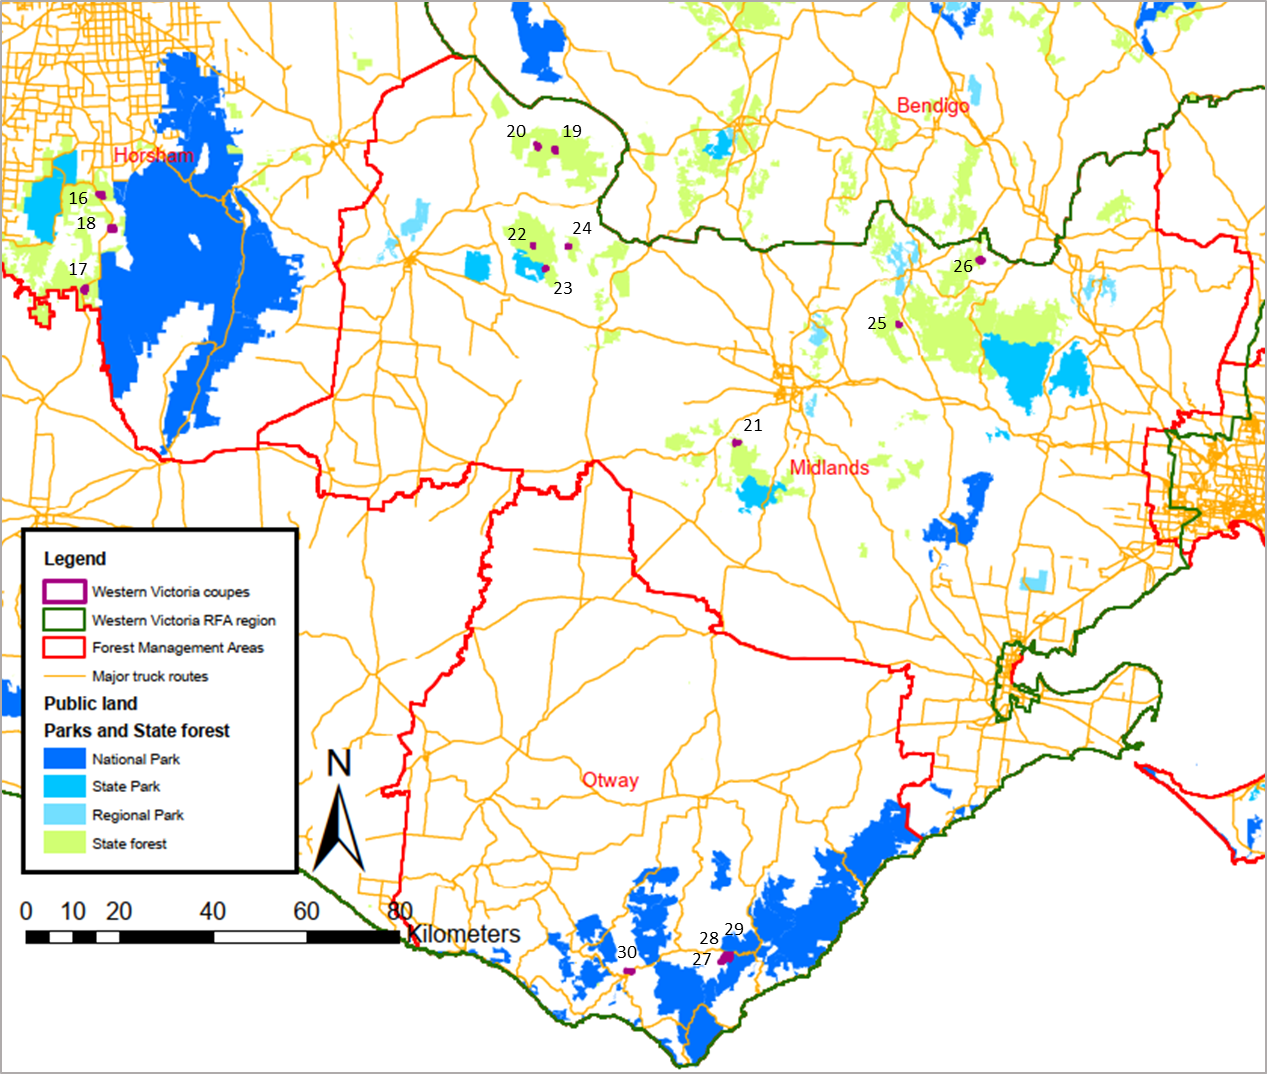 Bendigo
20
19
Horsham
16
18
22
24
17
23
26
25
21
Midlands
Legend
Western Victoria coupes
Western Victoria RFA region
Forest Management Areas
Major truck routes
Public land
Parks and State forest
National Park
State Park
Regional Park
State forest
N
Otway
0 10 20 40 60 80
Kilometers
29
28
30
27